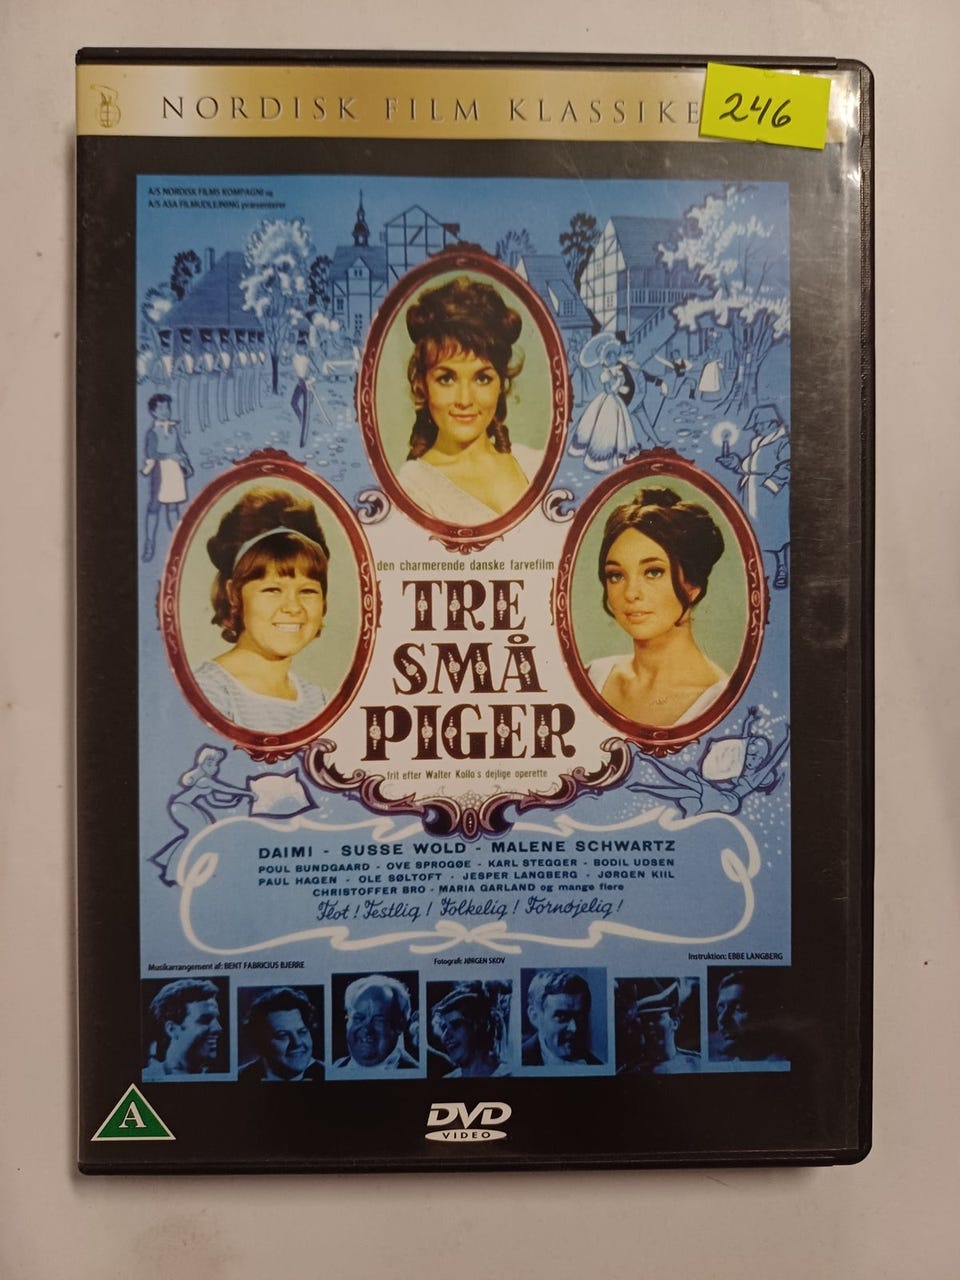 NORDISK FILM KLASSIKE
246
A/S NORDISK FILMS KOMPAGNI og
A/S ASA FILMUDLEJNING præsenterer
den charmerende danske farvefilm
TRE
SMÅ
PIGER
frit efter Walter Kollo's dejlige operette
DAIMI - SUSSE WOLD - MALENE SCHWARTZ
POUL BUNDGAARD - OVE SPROGØE - KARL STEGGER - BODIL UDSEN
PAUL HAGEN - OLE SØLTOFT - JESPER LANGBERG - JØRGEN KIIL
CHRISTOFFER BRO - MARIA GARLAND og mange flere
Flot! Festlig! Folkelig! Fornøjelig!
Musikarrangement af: BENT FABRICIUS BJERRE
Fotografi: JØRGEN SKOV
Instruktion: EBBE LANGBERG
A
DVD
VIDEO